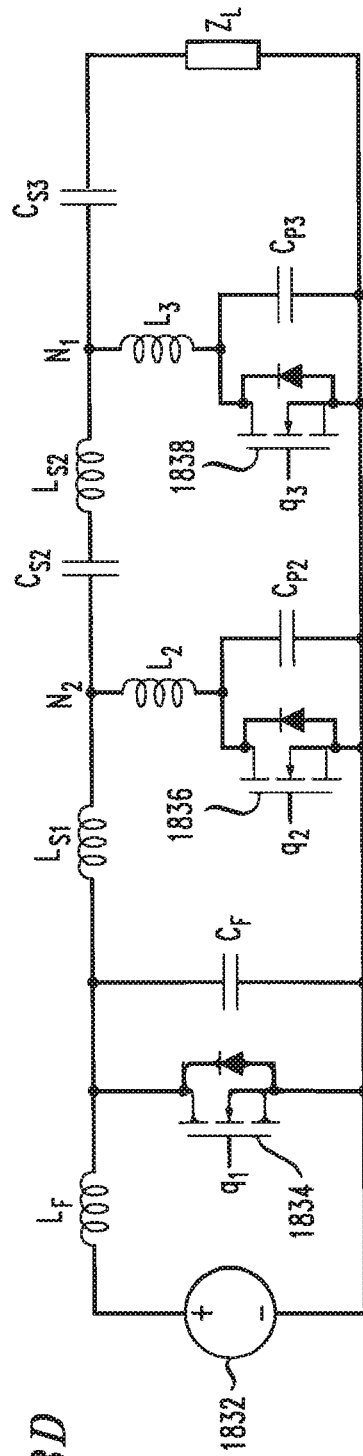 3D
1832
+
−
L_F
q_1
1834
C_F
L_S1
N_2
L_2
1836
q_2
C_P2
C_S2
L_S2
N_1
L_3
1838
q_3
C_P3
C_S3
Z_L